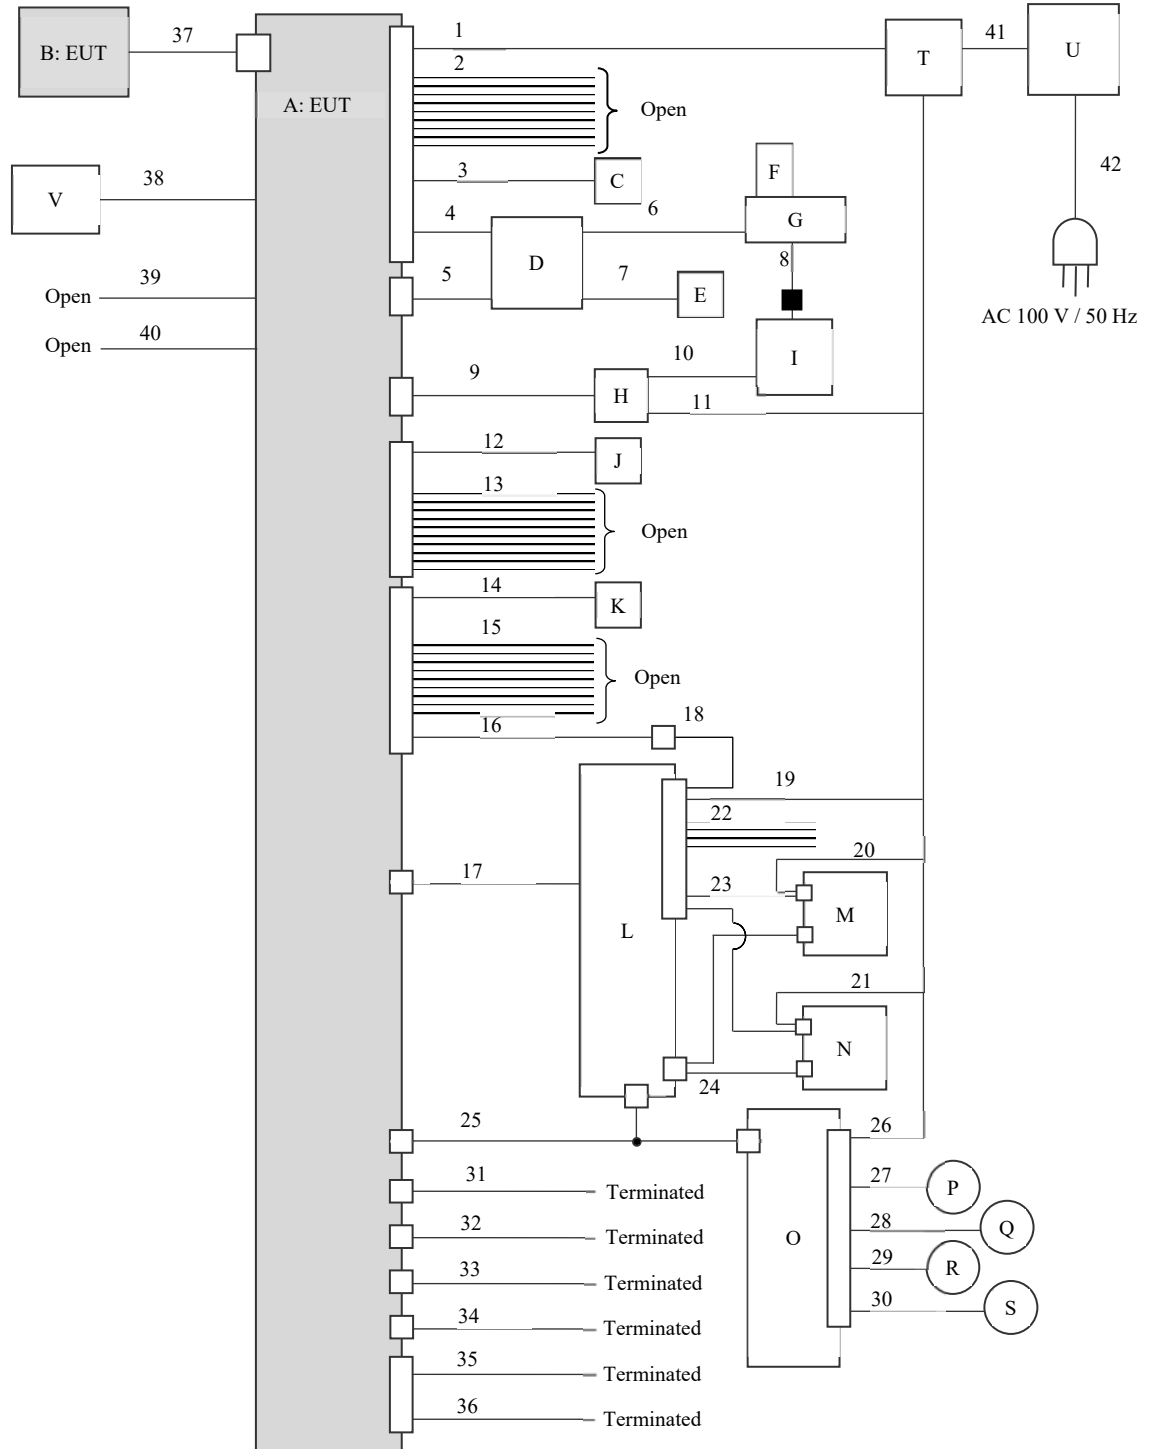 B: EUT
37
A: EUT
1
T
41
U
2
Open
42
V
38
3
C
F
4
6
G
D
8
5
7
E
Open
39
AC 100 V / 50 Hz
Open
40
10
I
9
H
11
12
J
13
Open
14
K
15
Open
16
18
19
22
20
17
23
M
L
21
N
24
25
26
31
Terminated
27
P
32
Terminated
28
Q
O
33
Terminated
29
R
34
Terminated
30
S
35
Terminated
36
Terminated